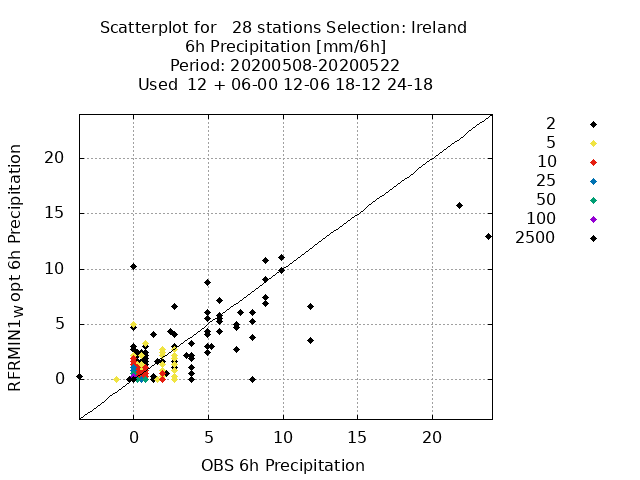 Scatterplot for   28 stations Selection: Ireland
6h Precipitation [mm/6h]
Period: 20200508-20200522
Used  12 + 06-00 12-06 18-12 24-18
2
5
10
25
50
100
2500
RFRMIN1W opt 6h Precipitation
20
15
10
5
0
0 5 10 15 20
OBS 6h Precipitation